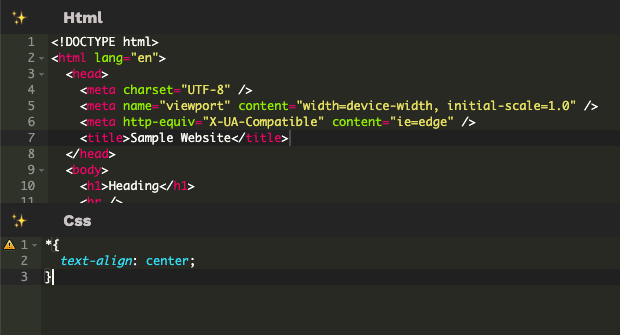 Html
1 <!DOCTYPE html>
2 <html lang="en">
3 <head>
4 <meta charset="UTF-8" />
5 <meta name="viewport" content="width=device-width, initial-scale=1.0" />
6 <meta http-equiv="X-UA-Compatible" content="ie=edge" />
7 <title>Sample Website</title>
8 </head>
9 <body>
10 <h1>Heading</h1>
11 <br />
Css
1 *{
2 text-align: center;
3 }